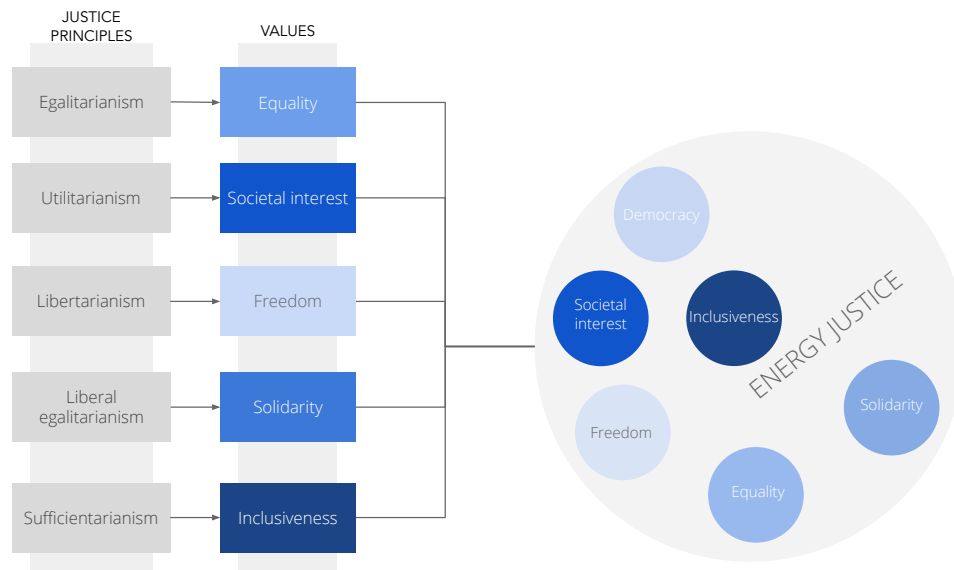 JUSTICE
PRINCIPLES
VALUES
Egalitarianism
Equality
Utilitarianism
Societal interest
Libertarianism
Freedom
Liberal
egalitarianism
Solidarity
Sufficientarianism
Inclusiveness
Democracy
Societal
interest
Inclusiveness
ENERGY JUSTICE
Freedom
Solidarity
Equality